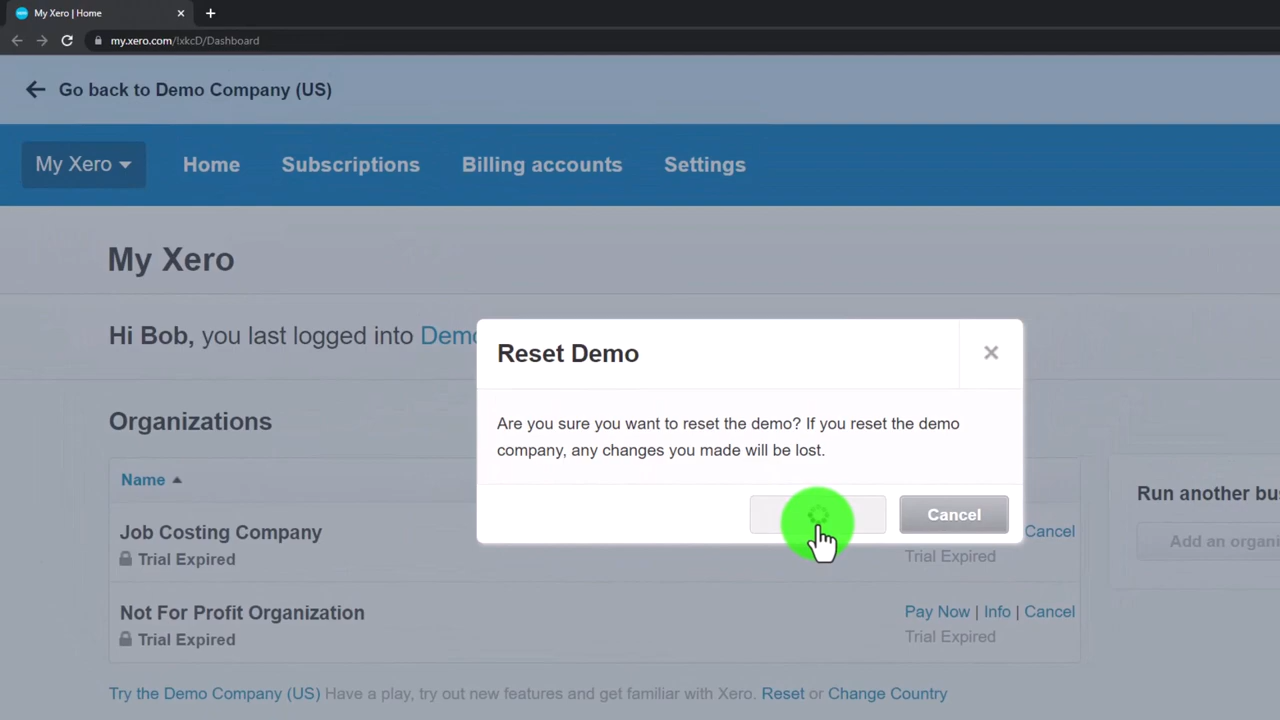 My Xero | Home
my.xero.com/!xkcD/Dashboard
Go back to Demo Company (US)
My Xero Home Subscriptions Billing accounts Settings
My Xero
Hi Bob, you last logged into Demo
Reset Demo
Are you sure you want to reset the demo? If you reset the demo
company, any changes you made will be lost.
Cancel
Organizations
Name
Job Costing Company
Trial Expired
Cancel
Trial Expired
Not For Profit Organization
Trial Expired
Pay Now | Info | Cancel
Trial Expired
Run another bu
Add an organi
Try the Demo Company (US) Have a play, try out new features and get familiar with Xero. Reset or Change Country